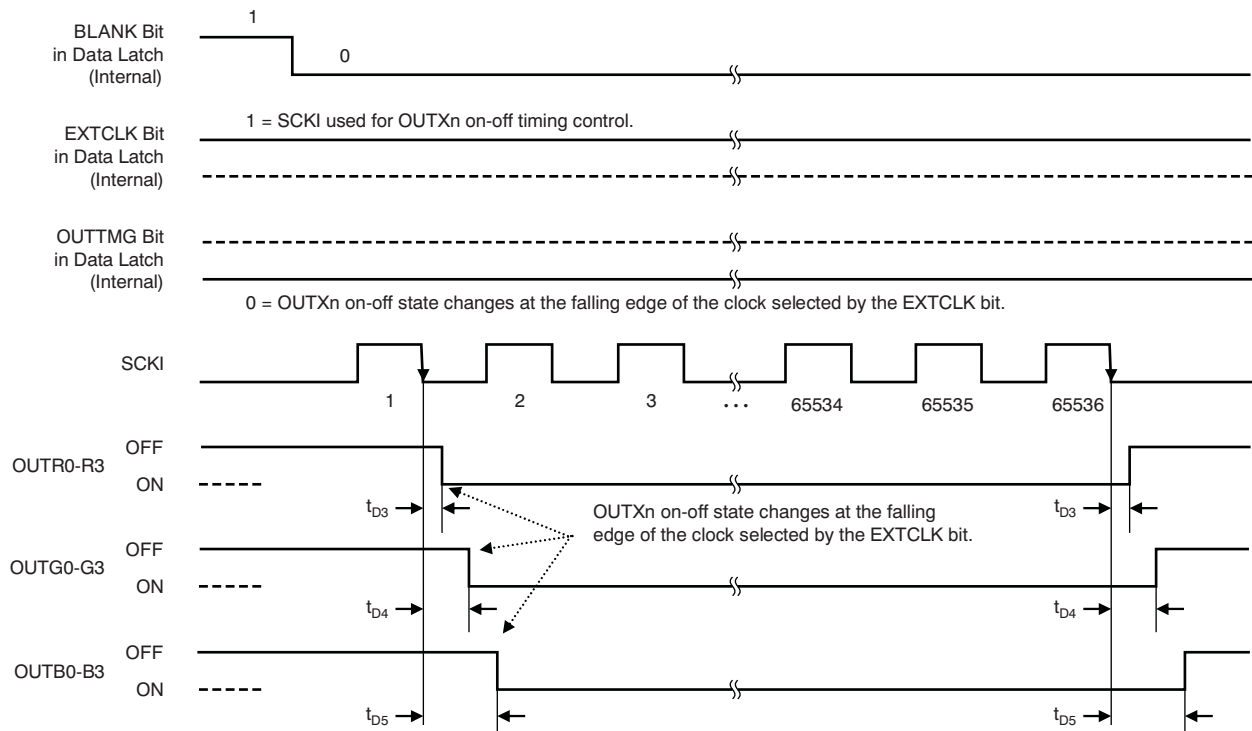 1
BLANK Bit
in Data Latch
(Internal)
0
1 = SCKI used for OUTXn on-off timing control.
EXTCLK Bit
in Data Latch
(Internal)
OUTTMG Bit
in Data Latch
(Internal)
0 = OUTXn on-off state changes at the falling edge of the clock selected by the EXTCLK bit.
SCKI
1 2 3 ... 65534 65535 65536
OFF
OUTR0-R3
ON
tD3 tD3
OUTXn on-off state changes at the falling
edge of the clock selected by the EXTCLK bit.
OFF
OUTG0-G3
ON
tD4 tD4
OFF
OUTB0-B3
ON
tD5 tD5